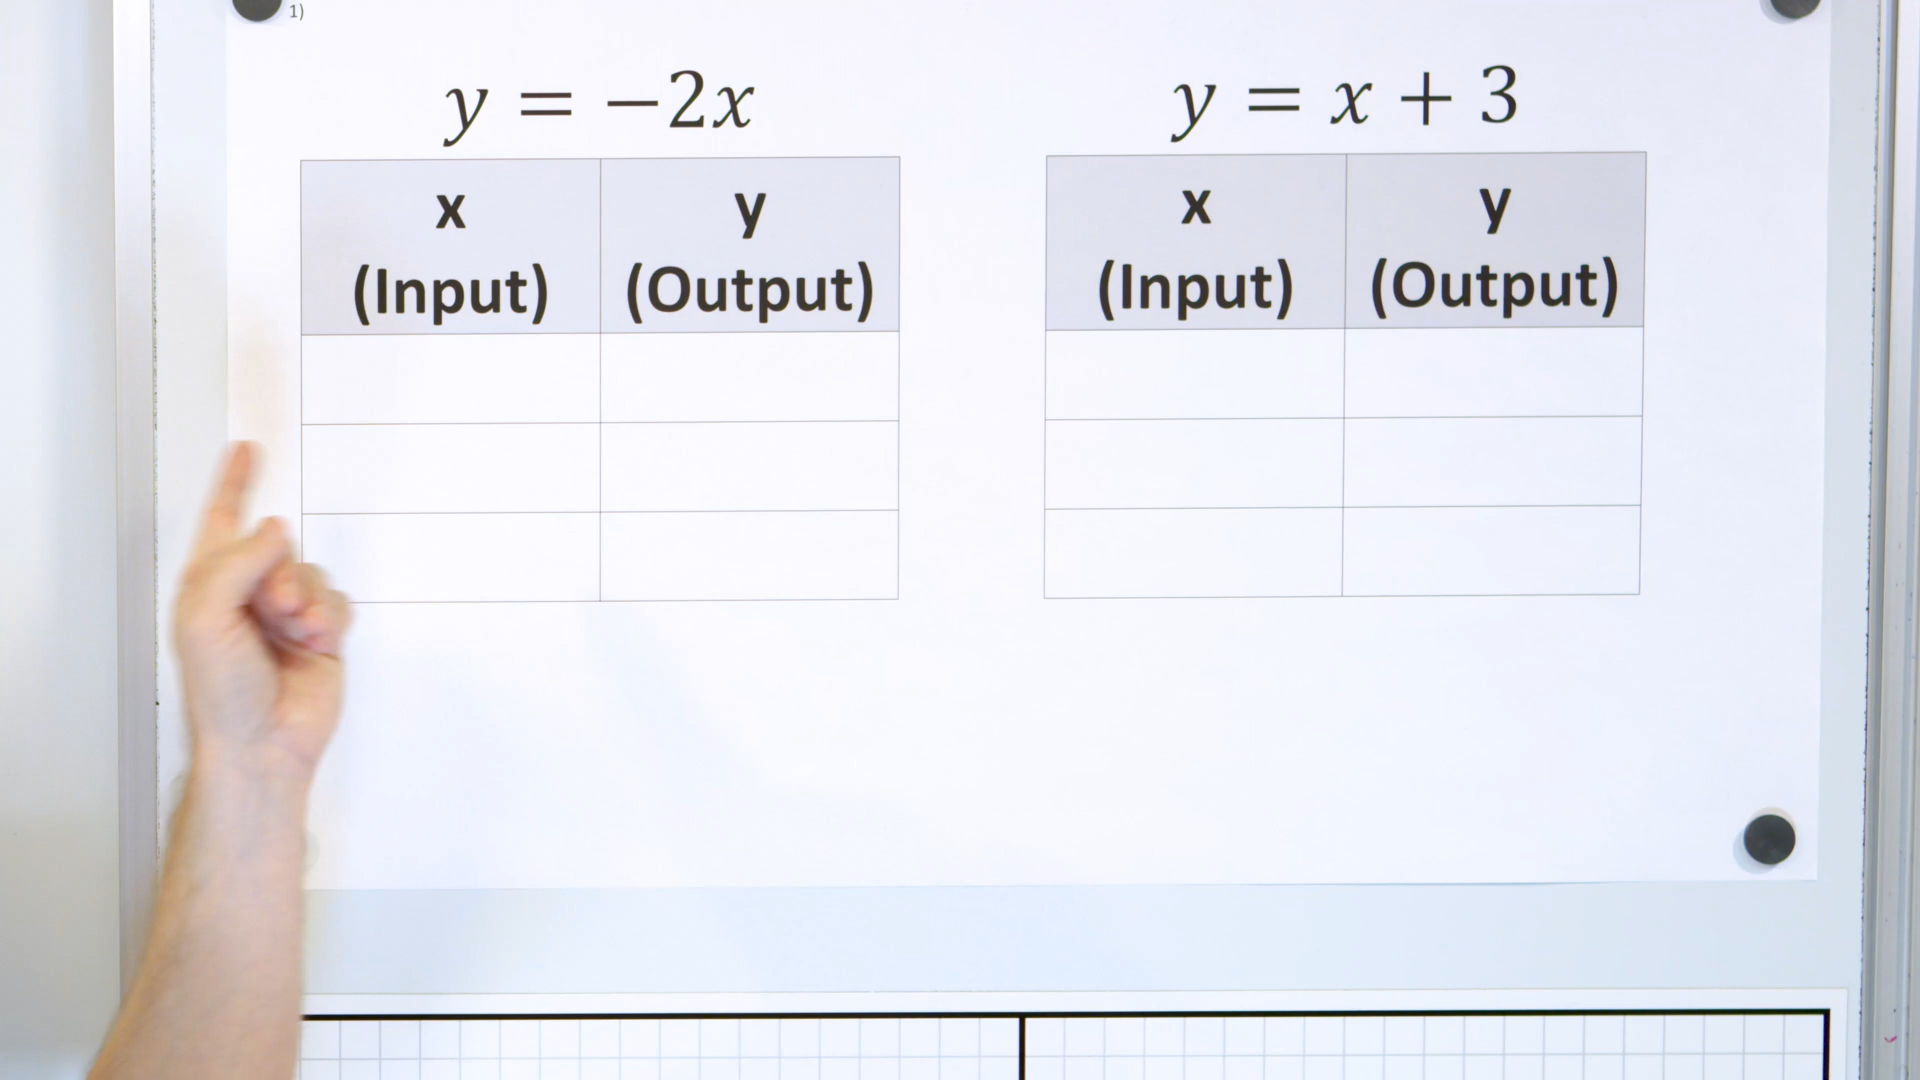 1)
y = −2x
x
(Input)
y
(Output)
y = x + 3
x
(Input)
y
(Output)